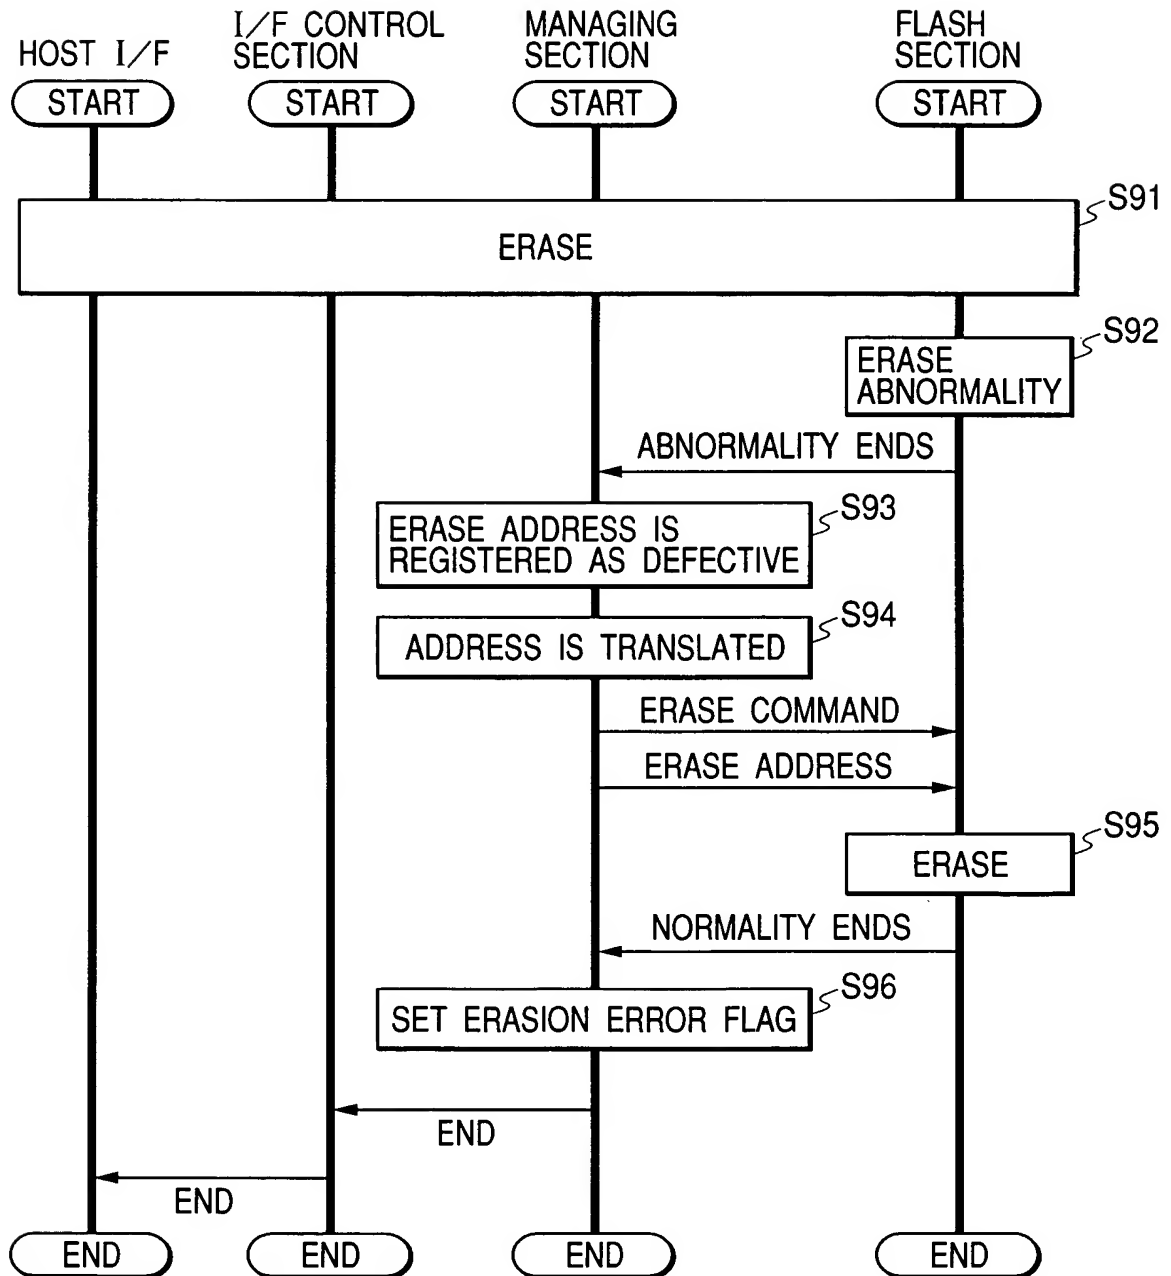 HOST I/F
I/F CONTROL
SECTION
MANAGING
SECTION
FLASH
SECTION
START
START
START
START
S91
ERASE
S92
ERASE
ABNORMALITY
ABNORMALITY ENDS
S93
ERASE ADDRESS IS
REGISTERED AS DEFECTIVE
S94
ADDRESS IS TRANSLATED
ERASE COMMAND
ERASE ADDRESS
S95
ERASE
NORMALITY ENDS
S96
SET ERASION ERROR FLAG
END
END
END
END
END
END